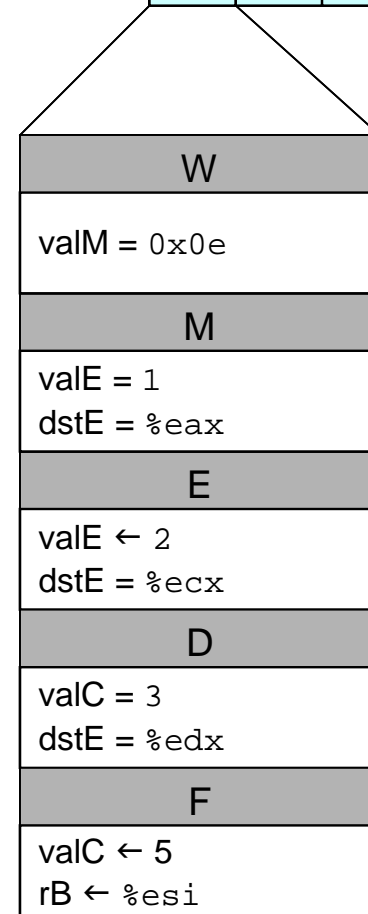 W
valM = 0x0e
M
valE = 1
dstE = %eax
E
valE ← 2
dstE = %ecx
D
valC = 3
dstE = %edx
F
valC ← 5
rB ← %esi